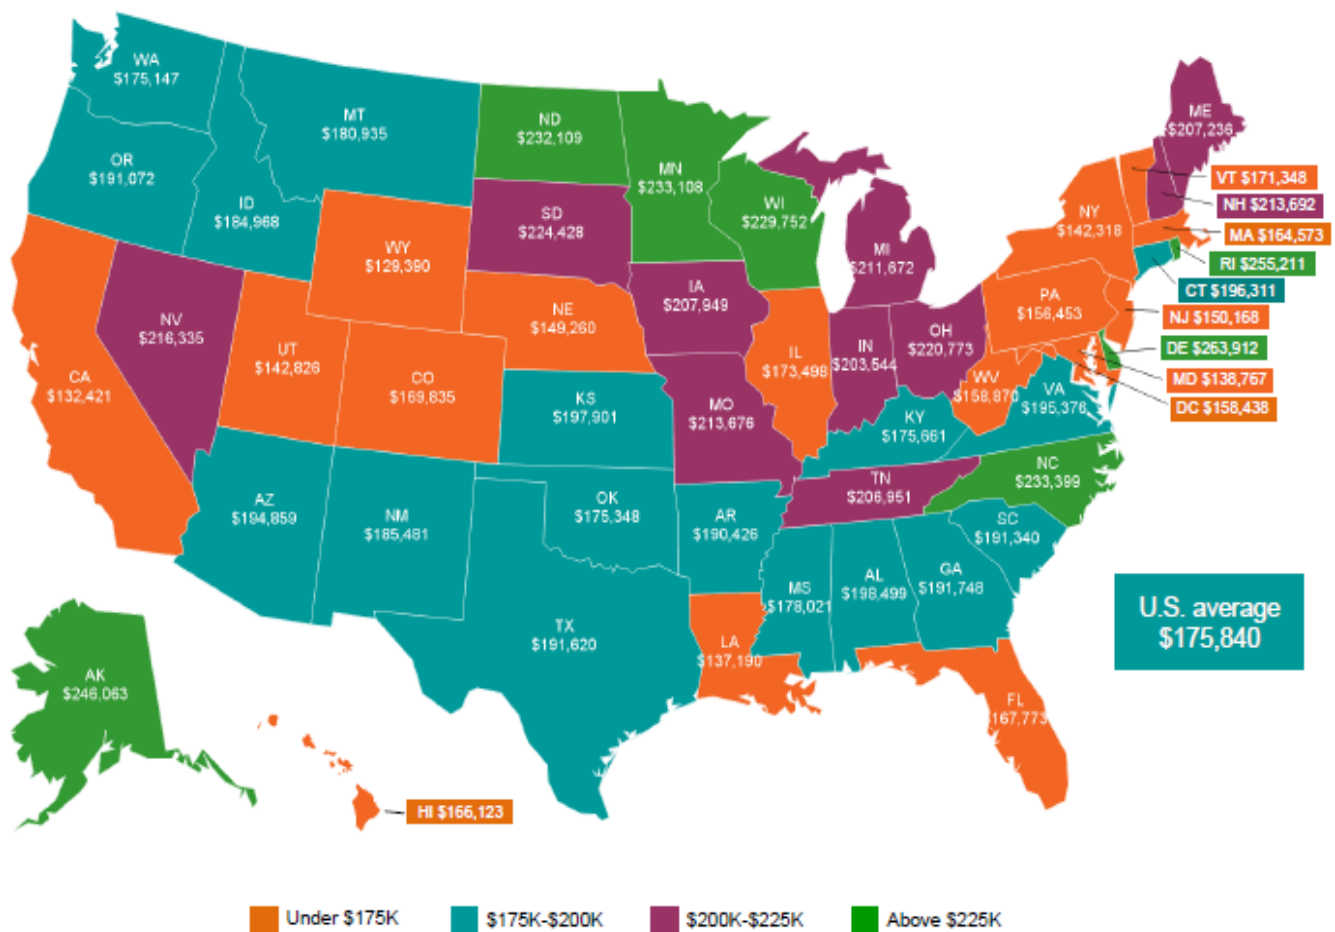 WA
$175,147
MT
$180,935
ND
$232,109
MN
$233,108
ME
$207,236
OR
$191,072
ID
$184,968
WY
$129,390
SD
$224,428
WI
$229,752
MI
$211,672
NY
$142,318
VT $171,348
NH $213,692
MA $164,573
RI $255,211
CT $196,311
NJ $150,168
DE $263,912
MD $138,767
DC $158,438
PA
$156,453
NV
$216,335
UT
$142,826
CA
$132,421
CO
$169,835
NE
$149,260
IA
$207,949
IL
$173,498
IN
$203,544
OH
$220,773
WV
$158,870
VA
$195,376
KS
$197,901
MO
$213,676
KY
$175,661
NC
$233,399
TN
$206,951
SC
$191,340
AZ
$194,859
NM
$185,481
OK
$175,348
AR
$190,426
MS
$178,021
AL
$198,499
GA
$191,748
TX
$191,620
LA
$137,190
FL
$167,773
AK
$246,063
HI $166,123
U.S. average
$175,840
Under $175K
$175K-$200K
$200K-$225K
Above $225K